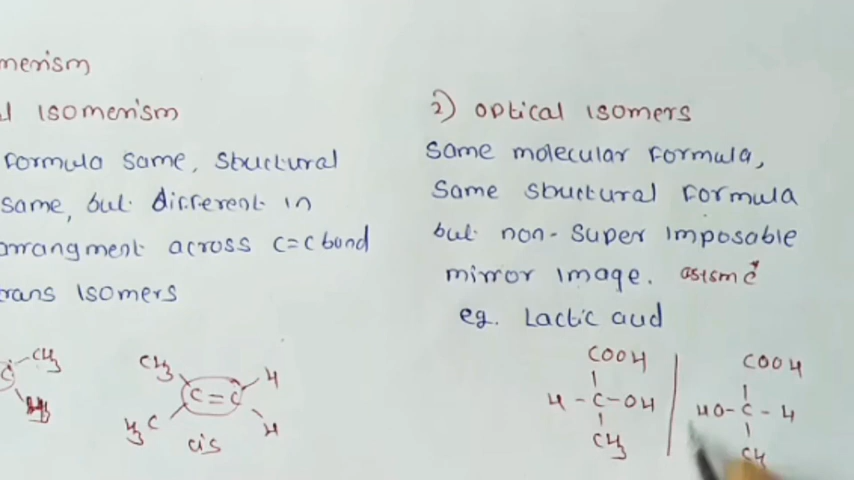 merism
l Isomerism
formula same, Structural
same, but different in
arrangment across C=C bond
rans Isomers
CH3
C
CH3
C=C
H
H3C
H
cis
2) optical Isomers
Same molecular formula,
Same Structural formula
but non-Super imposable
mirror image.
eg. Lactic
COOH
H-C-OH
CH3
COOH
HO-C-H
CH